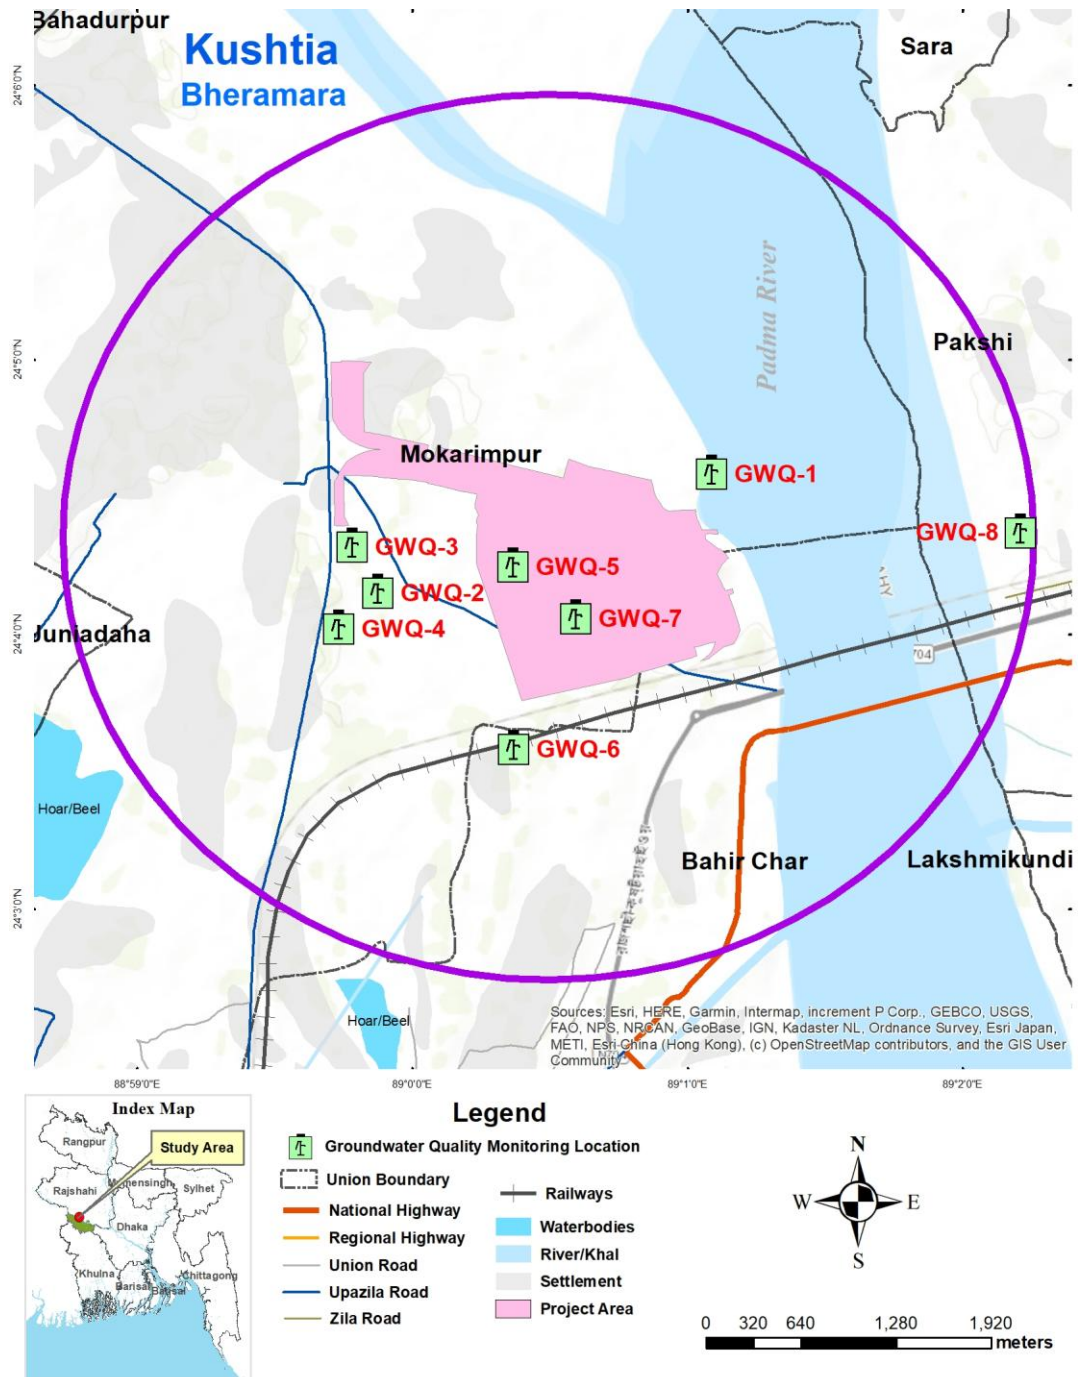 Bahadurpur
Kushtia
Bheramara
Sara
24°6'0"N
Padma River
Pakshi
24°5'0"N
Mokarimpur
GWQ-1
GWQ-8
GWQ-3
GWQ-5
GWQ-2
GWQ-7
GWQ-4
Juniadaha
24°4'0"N
HY
704
GWQ-6
Hoar/Beel
Bahir Char
Lakshmikundi
24°3'0"N
Hoar/Beel
Sources: Esri, HERE, Garmin, Intermap, increment P Corp., GEBCO, USGS,
FAO, NPS, NRCAN, GeoBase, IGN, Kadaster NL, Ordnance Survey, Esri Japan,
METI, Esri China (Hong Kong), (c) OpenStreetMap contributors, and the GIS User
Community
88°59'0"E
89°0'0"E
89°1'0"E
89°2'0"E
Index Map
Study Area
Rangpur
Rajshahi
Sylhet
Dhaka
Khulna
Barisal
Chittagong
Legend
Groundwater Quality Monitoring Location
Union Boundary
National Highway
Regional Highway
Union Road
Upazila Road
Zila Road
Railways
Waterbodies
River/Khal
Settlement
Project Area
N
W
E
S
0 320 640 1,280 1,920
meters